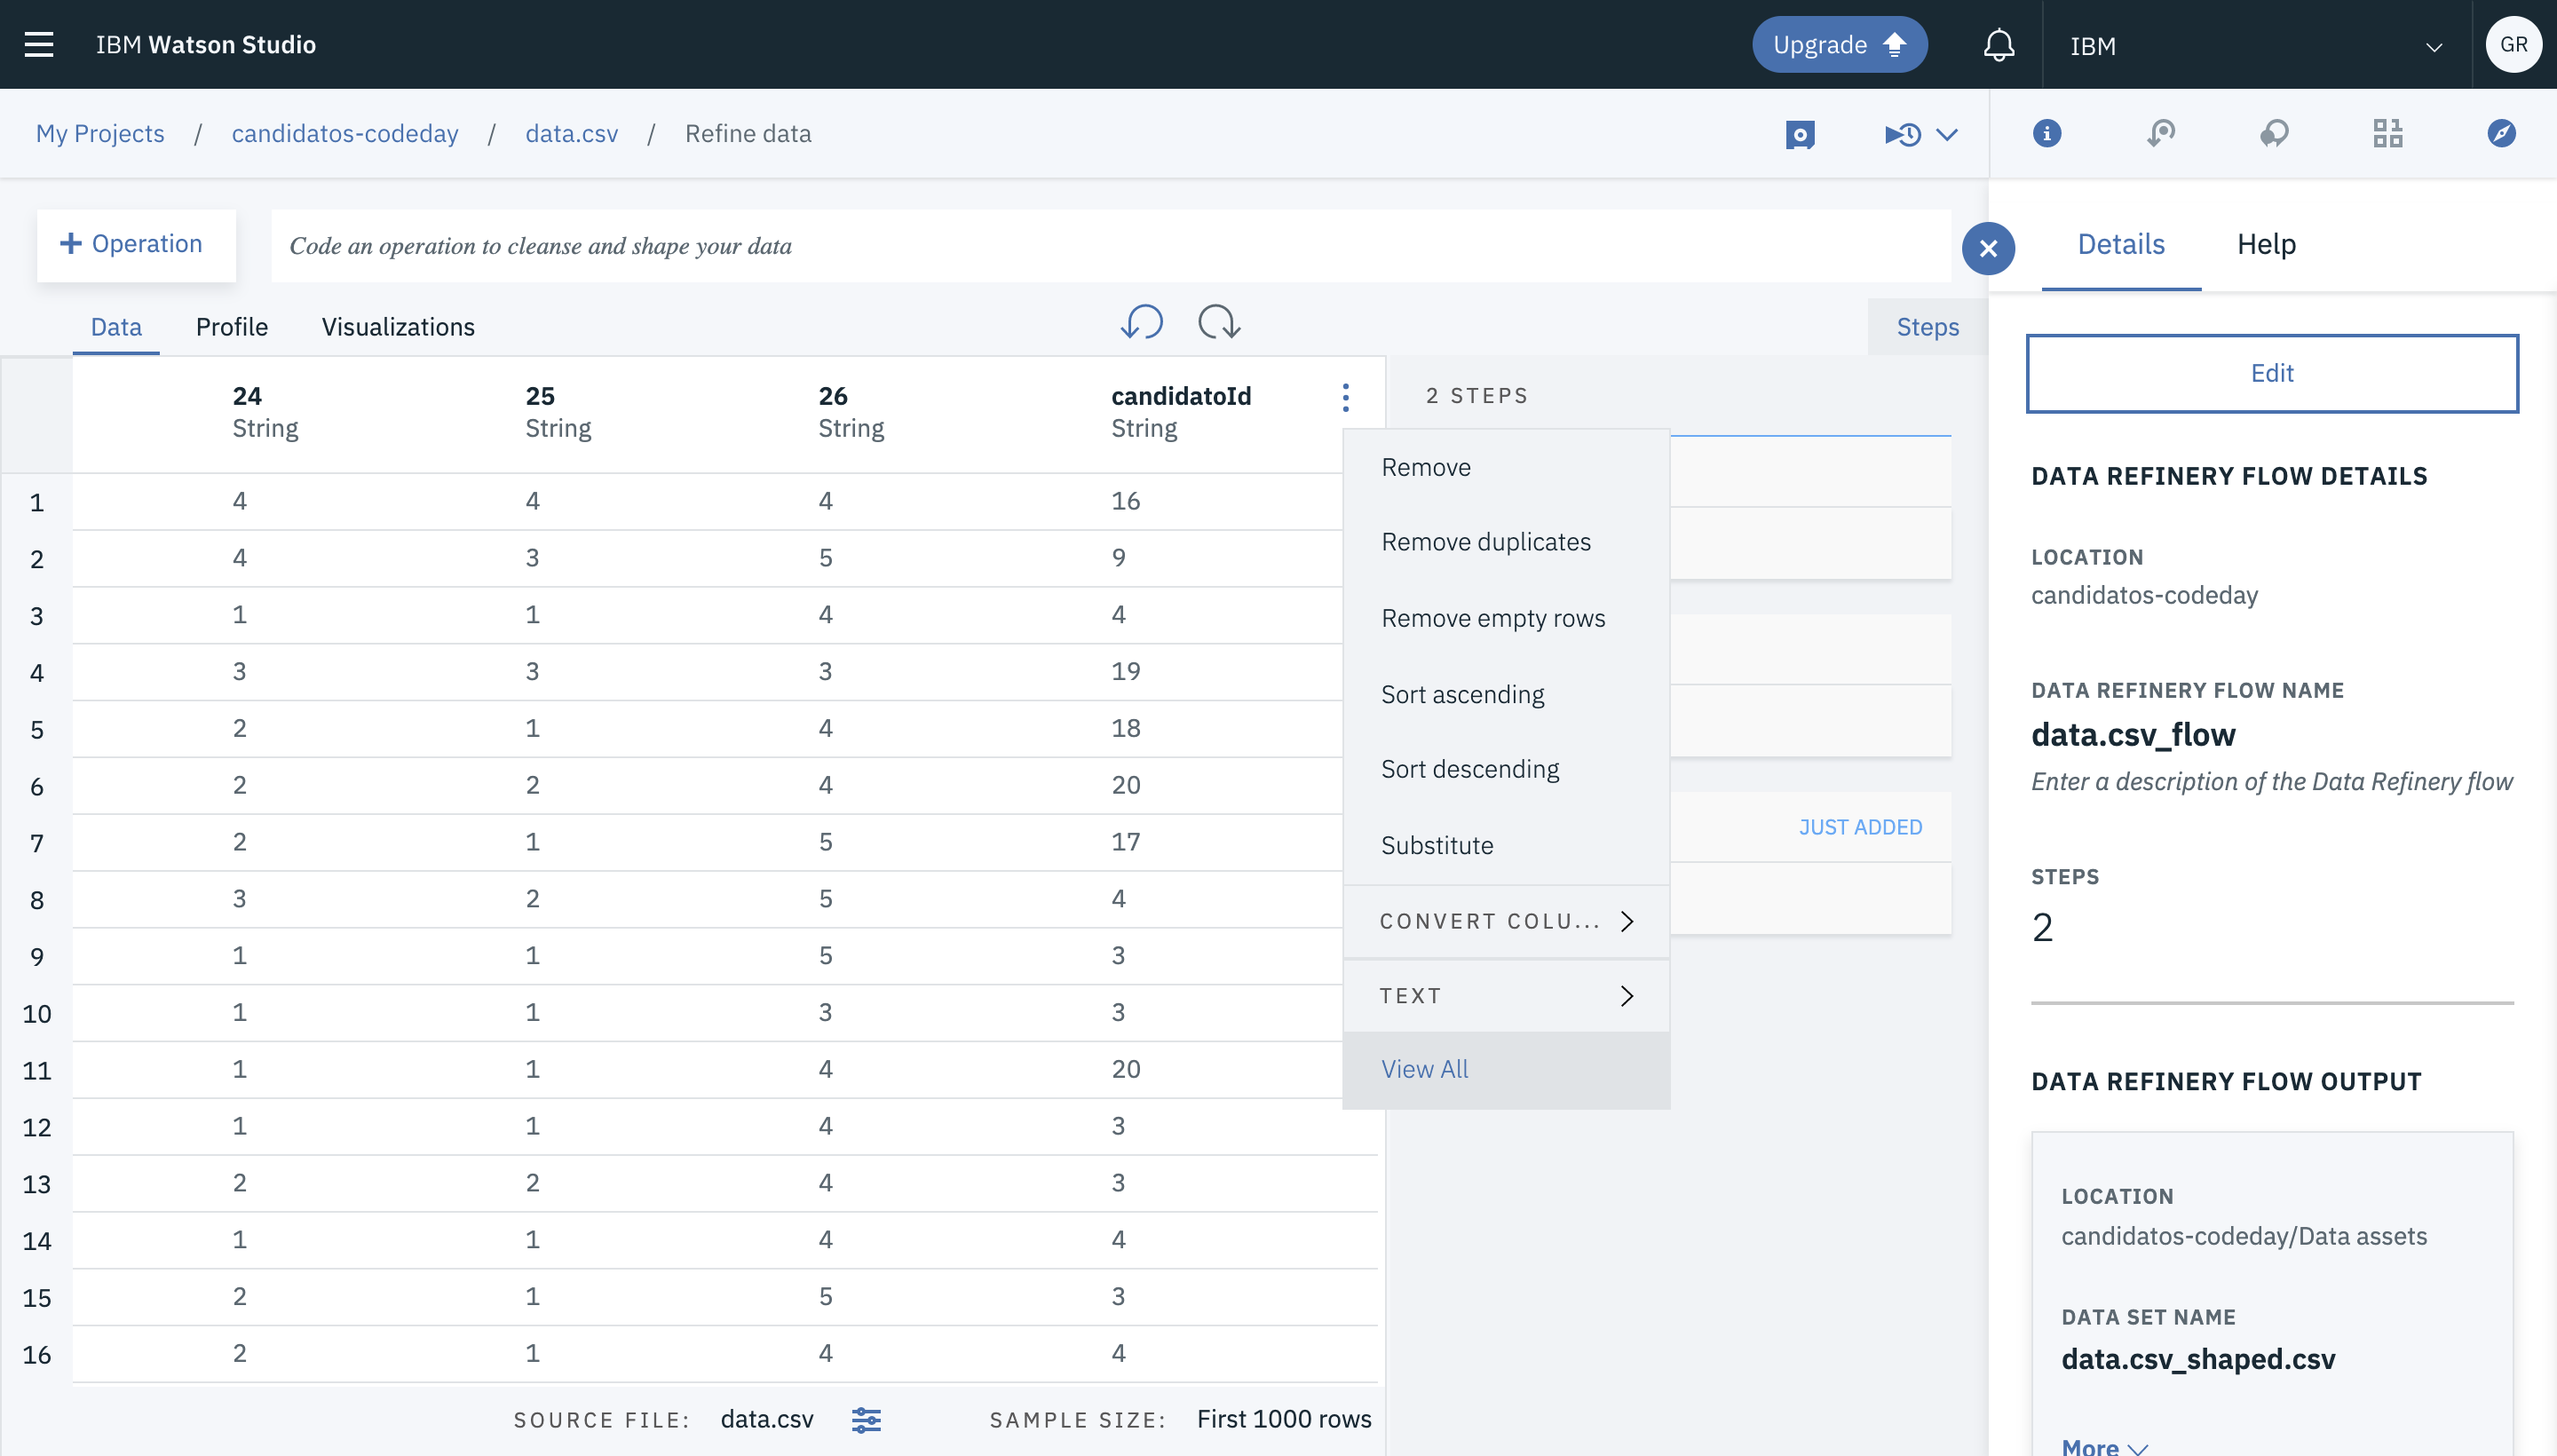 IBM Watson Studio
Upgrade
IBM
GR
My Projects / candidatos-codeday / data.csv / Refine data
Operation
Code an operation to cleanse and shape your data
Data Profile Visualizations
Steps
24 25 26 candidatoId
String String String String
1 4 4 4 16
2 4 3 5 9
3 1 1 4 4
4 3 3 3 19
5 2 1 4 18
6 2 2 4 20
7 2 1 5 17
8 3 2 5 4
9 1 1 5 3
10 1 1 3 3
11 1 1 4 20
12 1 1 4 3
13 2 2 4 3
14 1 1 4 4
15 2 1 5 3
16 2 1 4 4
SOURCE FILE: data.csv SAMPLE SIZE: First 1000 rows
2 STEPS
Remove
Remove duplicates
Remove empty rows
Sort ascending
Sort descending
Substitute
CONVERT COLU...
TEXT
View All
JUST ADDED
Details Help
Edit
DATA REFINERY FLOW DETAILS
LOCATION
candidatos-codeday
DATA REFINERY FLOW NAME
data.csv_flow
Enter a description of the Data Refinery flow
STEPS
2
DATA REFINERY FLOW OUTPUT
LOCATION
candidatos-codeday/Data assets
DATA SET NAME
data.csv_shaped.csv
More